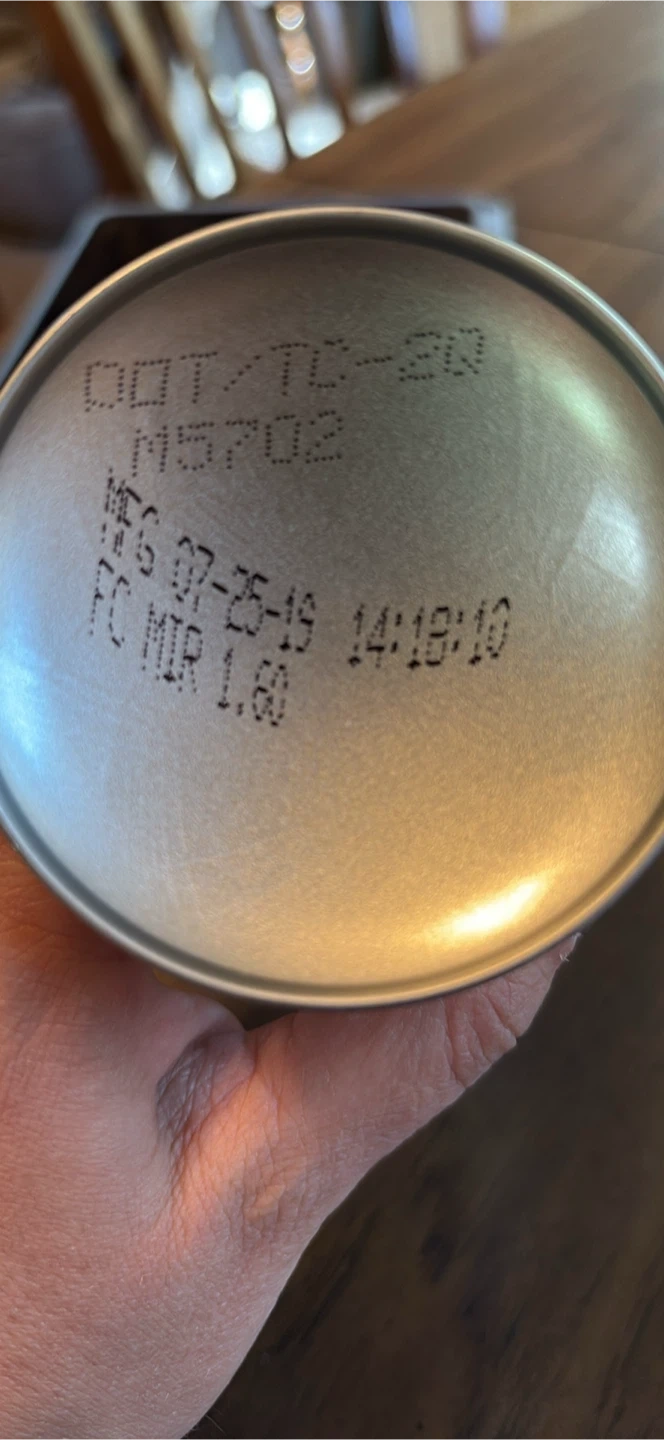 DOT/TC-2Q
M5702
MFG 07-25-19 14:18:10
FC MIR 1.60